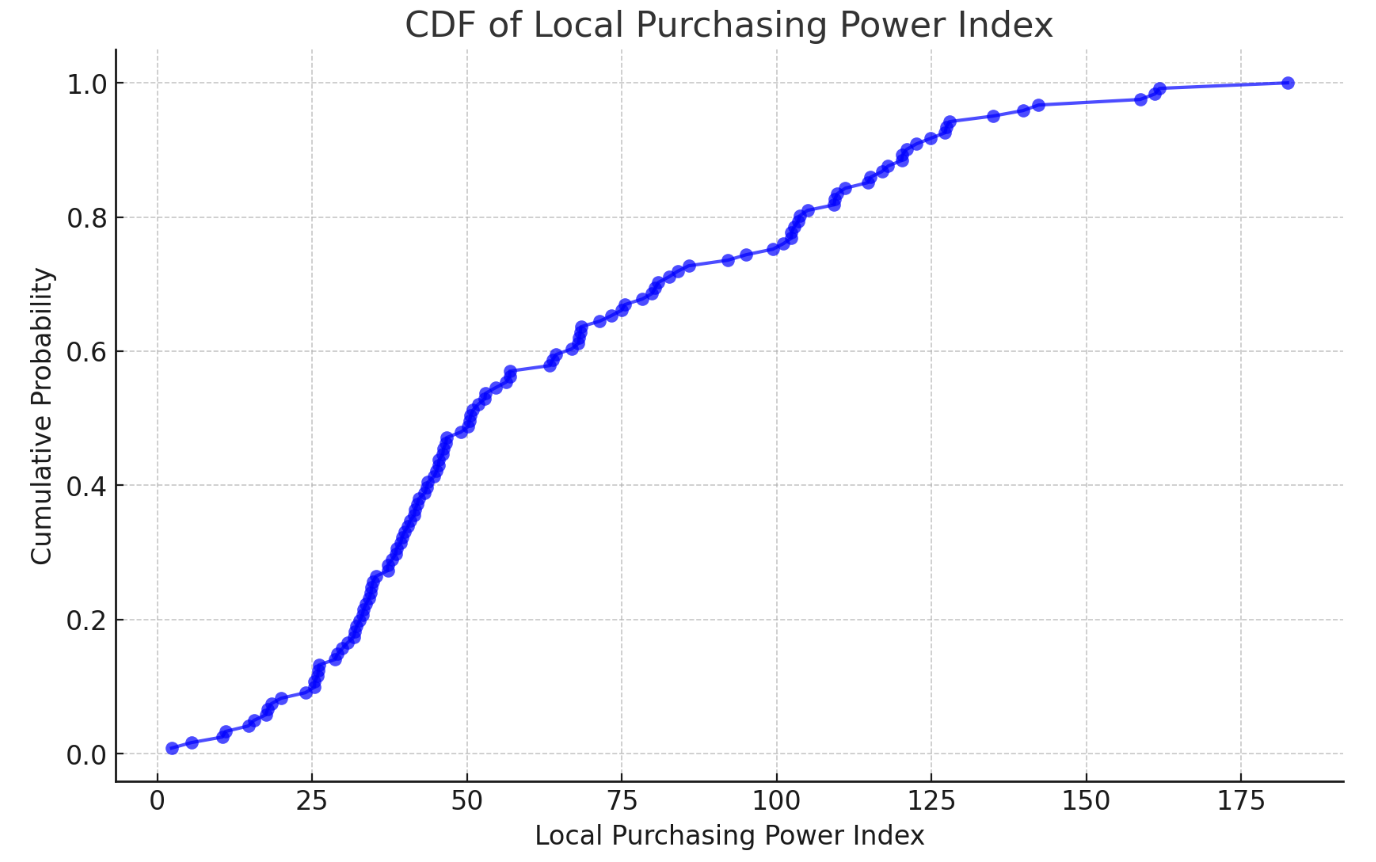 CDF of Local Purchasing Power Index
Cumulative Probability
1.0
0.8
0.6
0.4
0.2
0.0
0 25 50 75 100 125 150 175
Local Purchasing Power Index